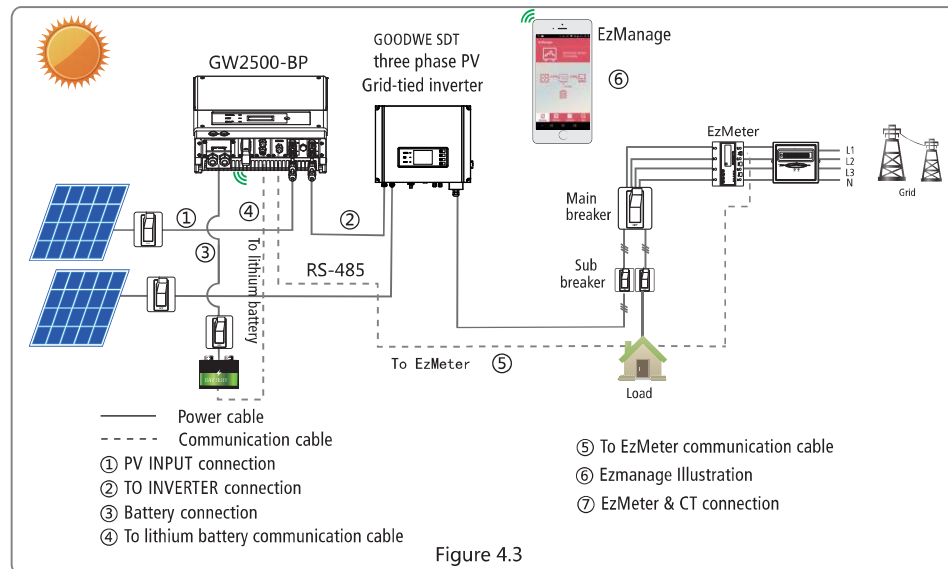 GW2500-BP
GOODWE SDT
three phase PV
Grid-tied inverter
EzManage
⑥
EzMeter
L1
L2
L3
N
Grid
Main
breaker
①
④
②
③
To lithium battery
RS-485
Sub
breaker
To EzMeter ⑤
BATTERY
Load
Power cable
Communication cable
① PV INPUT connection
② TO INVERTER connection
③ Battery connection
④ To lithium battery communication cable
⑤ To EzMeter communication cable
⑥ Ezmanage Illustration
⑦ EzMeter & CT connection
Figure 4.3